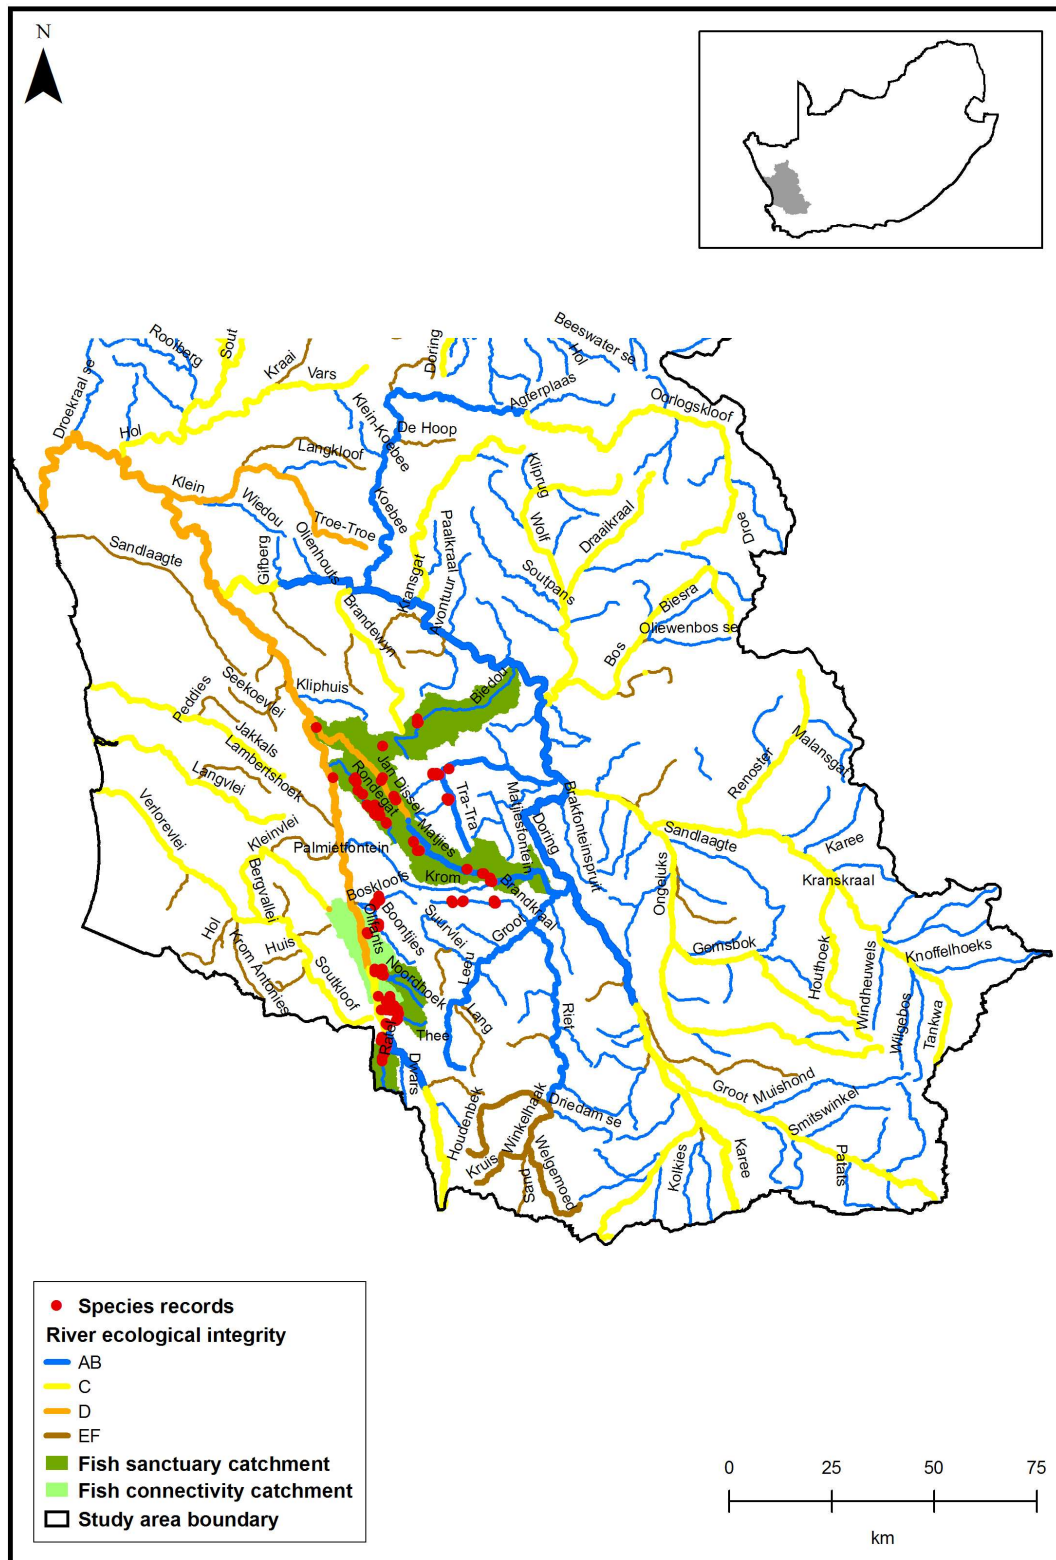 N
Beeswater se
Rooiberg
Sout
Doring
Hol
Kraai
Vars
Droekraal se
Agterplaas
Oorlogskloof
Klein-Koebee
De Hoop
Hol
Langkloof
Kliprug
Klein
Wiedou
Koebee
Troe-Troe
Paalkraal
Wolf
Draaikraal
Droe
Sandlaagte
Gifberg
Olienhouts
Kransgat
Avontuur
Soutpans
Biesra
Brandewyn
Oliewenbos se
Bos
Seekoevlei
Kliphuis
Biedou
Peddies
Jakkals
Lambertshoek
Langvlei
Jan Dissel
Rondegat
Malansgat
Renoster
Verlorevlei
Kleinvlei
Tra-Tra
Matjies
Matjiesfontein
Doring
Brakfonteinspruit
Sandlaagte
Karee
Palmietfontein
Bergvallei
Boskloofs
Krom
Brandkraal
Ongeluks
Kranskraal
Olifants
Boontjies
Suurvlei
Groot
Hol
Huis
Krom Antonies
Soutkloof
Noordhoek
Leeu
Gemsbok
Houthoek
Windheuwels
Knoffelhoeks
Lang
Riet
Wilgebos
Tankwa
Thee
Ratel
Dwars
Groot
Muishond
Houdenbek
Winkelhaak
Driedam se
Smitswinkel
Kruis
Sand
Welgemoed
Kolkies
Karee
Patats
Species records
River ecological integrity
AB
C
D
EF
Fish sanctuary catchment
Fish connectivity catchment
Study area boundary
0 25 50 75
km